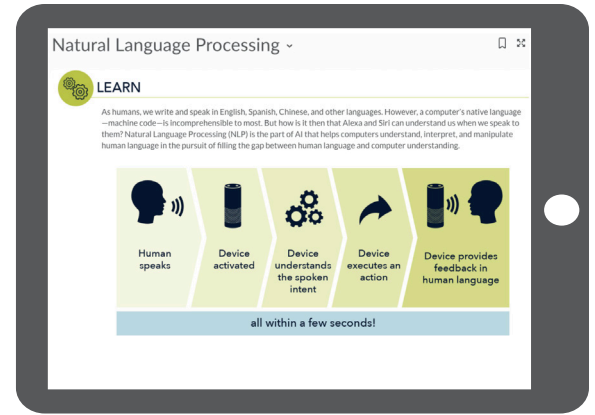 Natural Language Processing
LEARN
As humans, we write and speak in English, Spanish, Chinese, and other languages. However, a computer's native language
—machine code—is incomprehensible to most. But how is it then that Alexa and Siri can understand us when we speak to
them? Natural Language Processing (NLP) is the part of AI that helps computers understand, interpret, and manipulate
human language in the pursuit of filling the gap between human language and computer understanding.
Human
speaks
Device
activated
Device
understands
the spoken
intent
Device
executes an
action
Device provides
feedback in
human language
all within a few seconds!